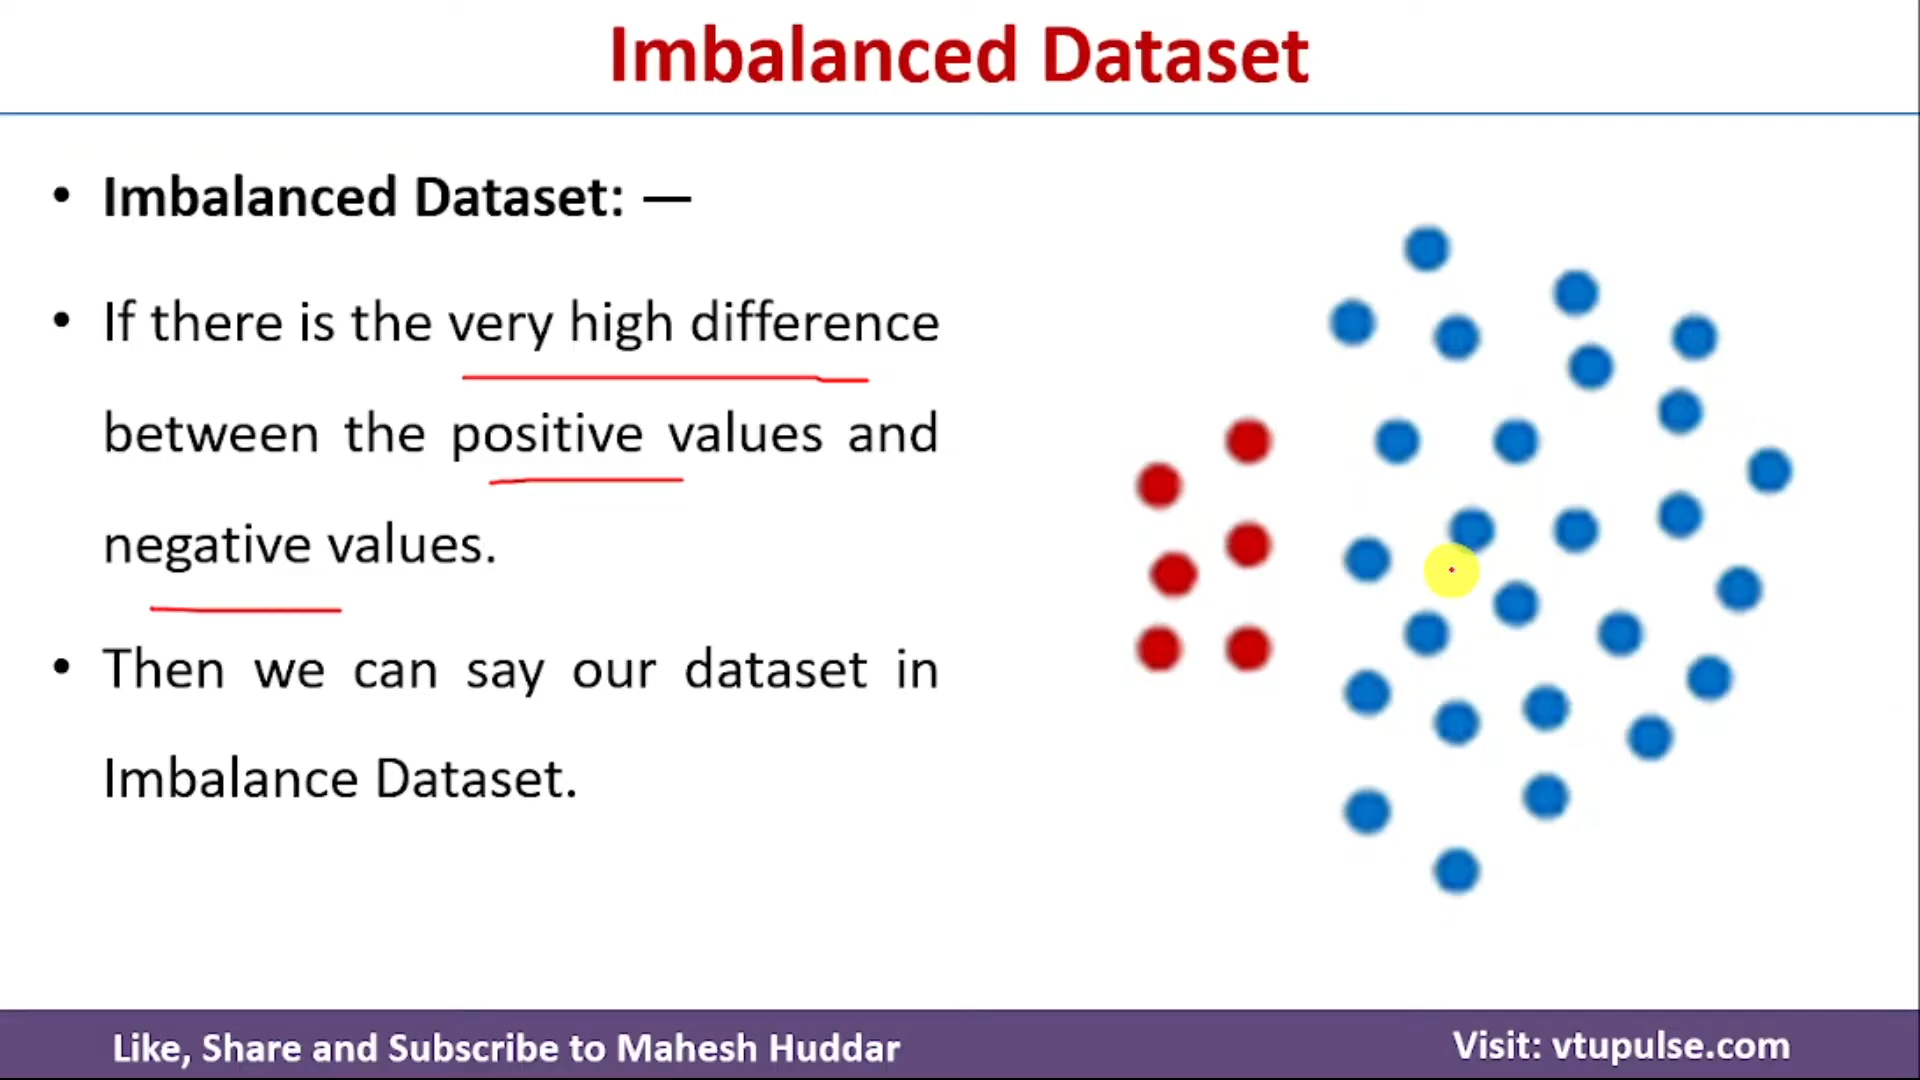 Imbalanced Dataset
• Imbalanced Dataset: —
• If there is the very high difference
between the positive values and
negative values.
• Then we can say our dataset in
Imbalance Dataset.
Like, Share and Subscribe to Mahesh Huddar
Visit: vtupulse.com